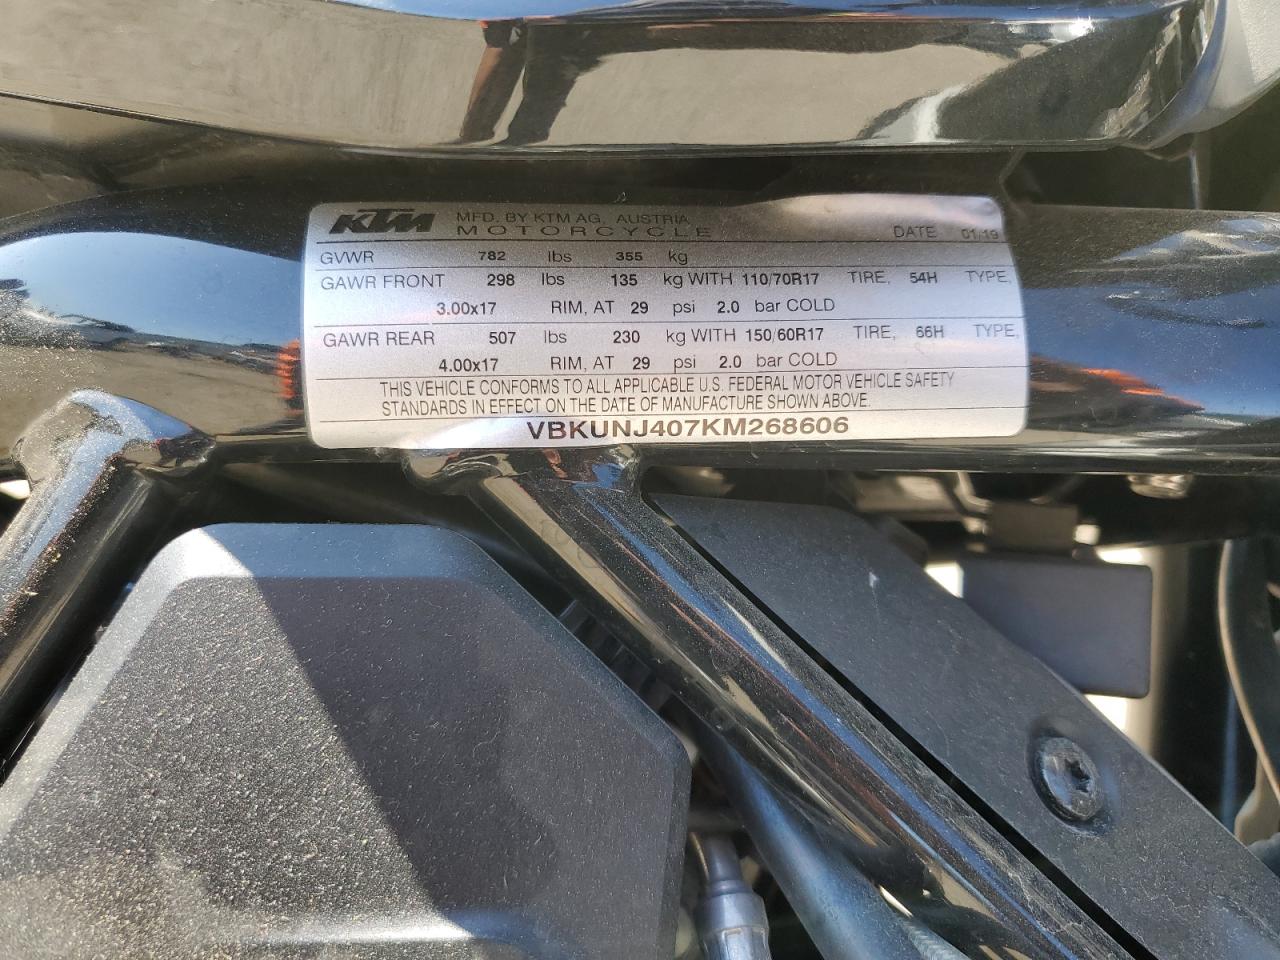 KTM MFD. BY KTM AG, AUSTRIA
MOTORCYCLE DATE 01/19
GVWR 782 lbs 355 kg
GAWR FRONT 298 lbs 135 kg WITH 110/70R17 TIRE, 54H TYPE,
3.00x17 RIM, AT 29 psi 2.0 bar COLD
GAWR REAR 507 lbs 230 kg WITH 150/60R17 TIRE, 66H TYPE,
4.00x17 RIM, AT 29 psi 2.0 bar COLD
THIS VEHICLE CONFORMS TO ALL APPLICABLE U.S. FEDERAL MOTOR VEHICLE SAFETY
STANDARDS IN EFFECT ON THE DATE OF MANUFACTURE SHOWN ABOVE.
VBKUNJ407KM268606